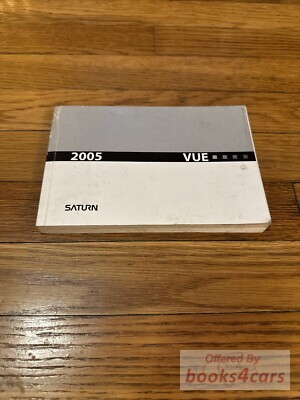 2005 VUE
SATURN
Offered By
books4cars